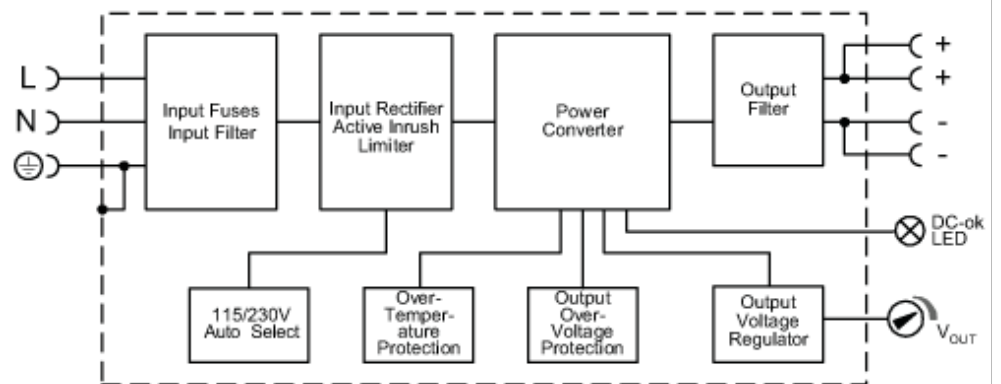 L
N
Input Fuses
Input Filter
Input Rectifier
Active Inrush
Limiter
Power
Converter
Output
Filter
+
+
-
-
DC-ok
LED
115/230V
Auto Select
Over-
Temper-
ature
Protection
Output
Over-
Voltage
Protection
Output
Voltage
Regulator
VOUT